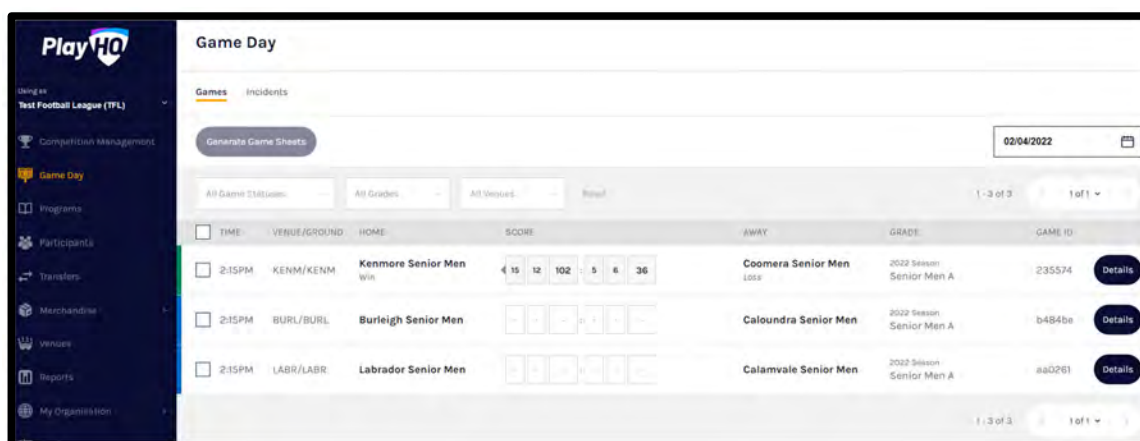 PlayHQ
Game Day
Using as
Test Football League (TFL)
Games Incidents
Competition Management
Generate Game Sheets 02/04/2022
Game Day
All Game Statuses All Grades All Venues Reset 1-3 of 3 1 of 1
Programs
TIME VENUE/GROUND HOME SCORE AWAY GRADE GAME ID
Participants
2:15PM KENM/KENM Kenmore Senior Men 15 12 102 : 5 6 36 Coomera Senior Men 2022 Season 235574 Details
Win LOSS Senior Men A
Transfers
Merchandise
2:15PM BURL/BURL Burleigh Senior Men Caloundra Senior Men 2022 Season b484be Details
Senior Men A
Venues
2:15PM LABR/LABR Labrador Senior Men Calamvale Senior Men 2022 Season aa0261 Details
Senior Men A
Reports
My Organisation
1-3 of 3 1 of 1